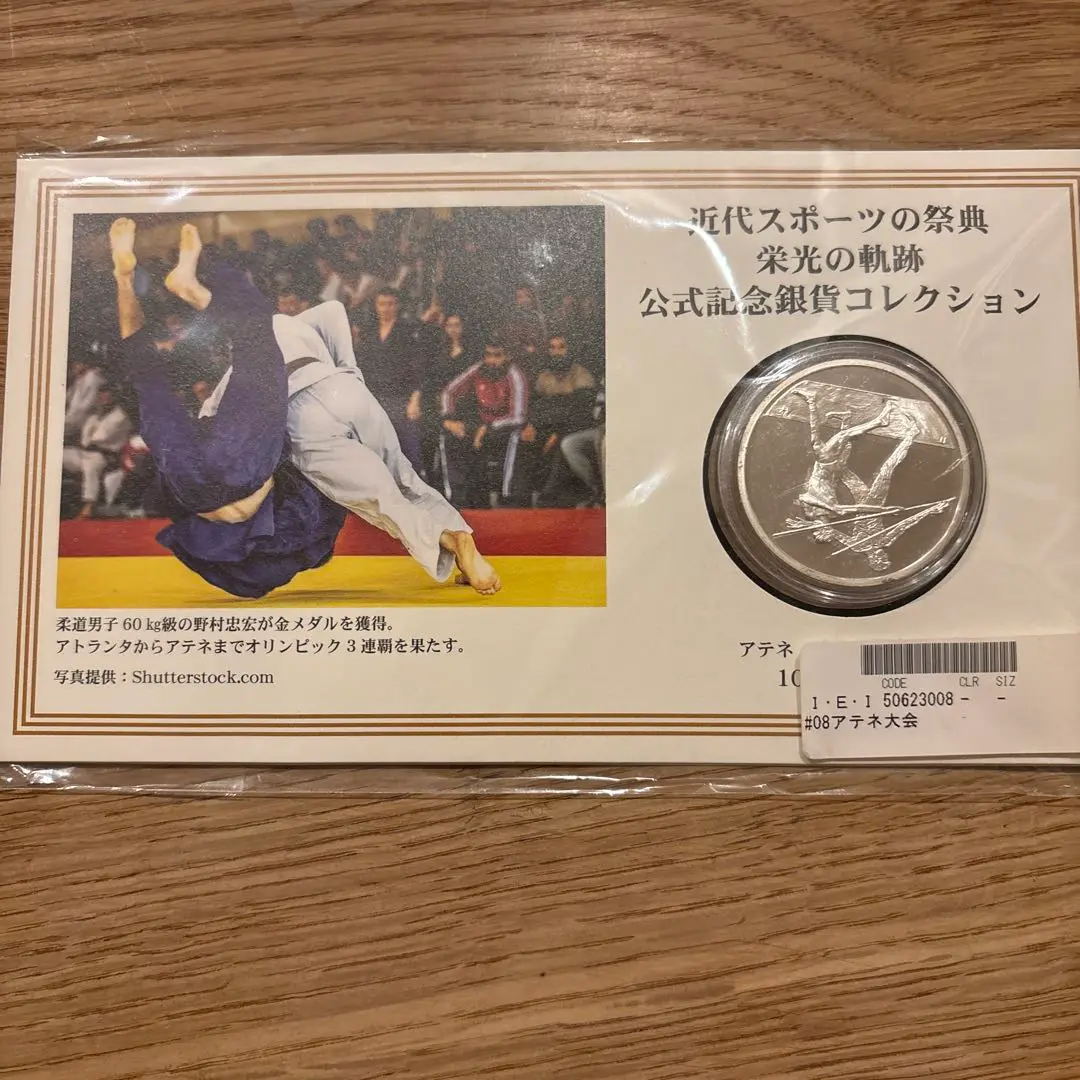 近代スポーツの祭典
栄光の軌跡
公式記念銀貨コレクション
柔道男子60kg級の野村忠宏が金メダルを獲得。
アトランタからアテネまでオリンピック3連覇を果たす。
写真提供：Shutterstock.com
アテネ
10
CODE CLR SIZ
I・E・I 50623008 - -
#08アテネ大会